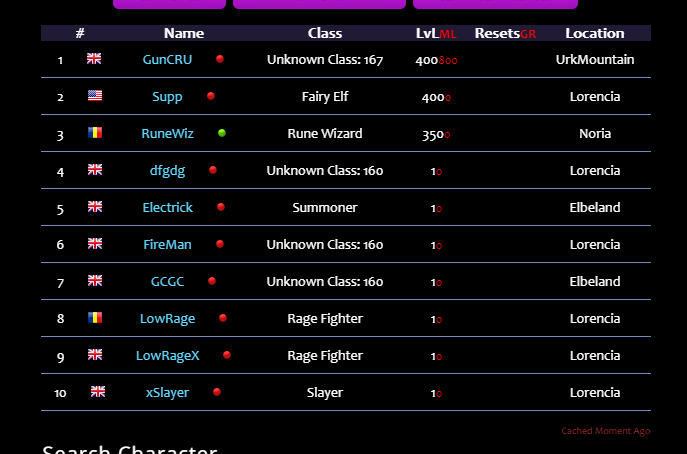 # Name Class LvLML ResetsGR Location
1 GunCRU Unknown Class: 167 400800 UrkMountain
2 Supp Fairy Elf 4000 Lorencia
3 RuneWiz Rune Wizard 3500 Noria
4 dfgdg Unknown Class: 160 10 Lorencia
5 Electrick Summoner 10 Elbeland
6 FireMan Unknown Class: 160 10 Lorencia
7 GCGC Unknown Class: 160 10 Elbeland
8 LowRage Rage Fighter 10 Lorencia
9 LowRageX Rage Fighter 10 Lorencia
10 xSlayer Slayer 10 Lorencia
Cached Moment Ago
Search Character